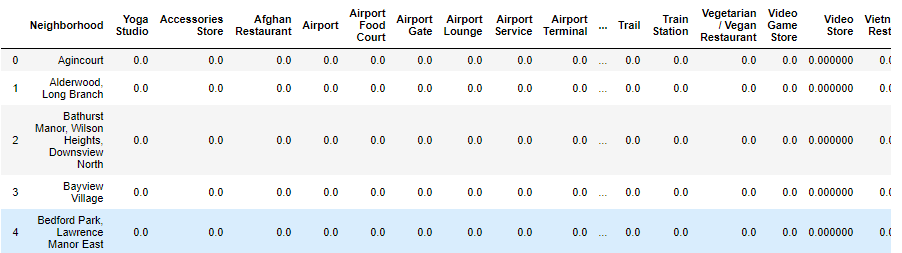 Neighborhood Yoga Studio Accessories Store Afghan Restaurant Airport Airport Food Court Airport Gate Airport Lounge Airport Service Airport Terminal ... Trail Train Station Vegetarian / Vegan Restaurant Video Game Store Video Store Vietn Rest
0 Agincourt 0.0 0.0 0.0 0.0 0.0 0.0 0.0 0.0 0.0 ... 0.0 0.0 0.0 0.0 0.000000 0.0
1 Alderwood, Long Branch 0.0 0.0 0.0 0.0 0.0 0.0 0.0 0.0 0.0 ... 0.0 0.0 0.0 0.0 0.000000 0.0
2 Bathurst Manor, Wilson Heights, Downsview North 0.0 0.0 0.0 0.0 0.0 0.0 0.0 0.0 0.0 ... 0.0 0.0 0.0 0.0 0.000000 0.0
3 Bayview Village 0.0 0.0 0.0 0.0 0.0 0.0 0.0 0.0 0.0 ... 0.0 0.0 0.0 0.0 0.000000 0.0
4 Bedford Park, Lawrence Manor East 0.0 0.0 0.0 0.0 0.0 0.0 0.0 0.0 0.0 ... 0.0 0.0 0.0 0.0 0.000000 0.0